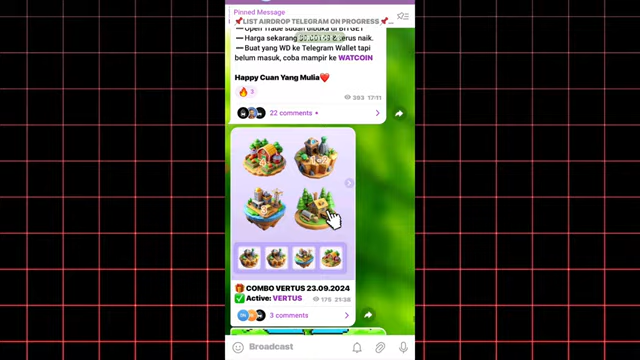 Pinned Message
📌LIST AIRDROP TELEGRAM ON PROGRESS 📌...
➖Open Trade sudah dibuka di BITGET
➖Harga sekarang terus naik.
➖Buat yang WD ke Telegram Wallet tapi
belum masuk, coba mampir ke WATCOIN
Happy Cuan Yang Mulia❤️
🔥 3
393 17:11
22 comments
🎁 COMBO VERTUS 23.09.2024
✅ Active: VERTUS 175 21:38
3 comments
Broadcast